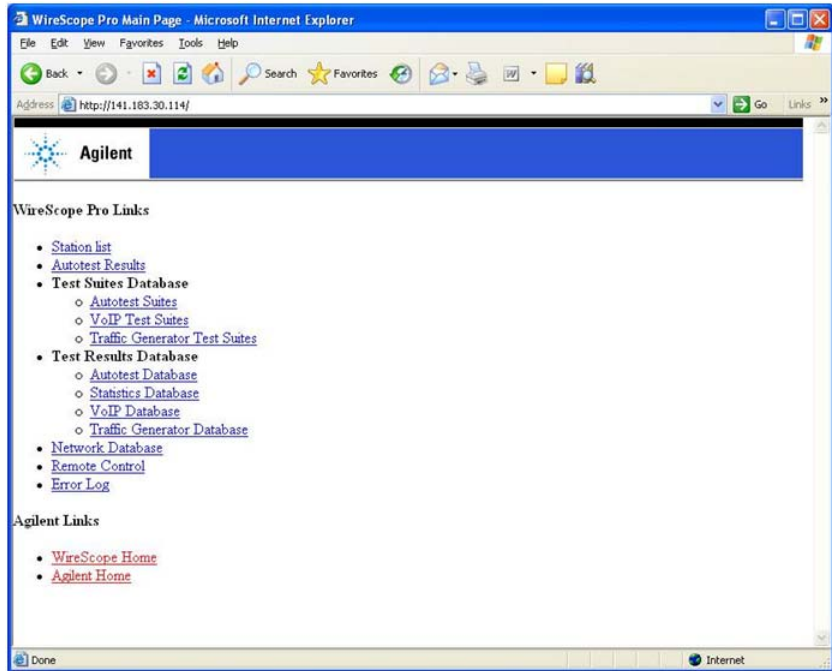 WireScope Pro Main Page - Microsoft Internet Explorer
File Edit View Favorites Tools Help
Back Search Favorites
Address http://141.183.30.114/ Go Links »
Agilent
WireScope Pro Links
Station list
Autotest Results
Test Suites Database
Autotest Suites
VoIP Test Suites
Traffic Generator Test Suites
Test Results Database
Autotest Database
Statistics Database
VoIP Database
Traffic Generator Database
Network Database
Remote Control
Error Log
Agilent Links
WireScope Home
Agilent Home
Done Internet